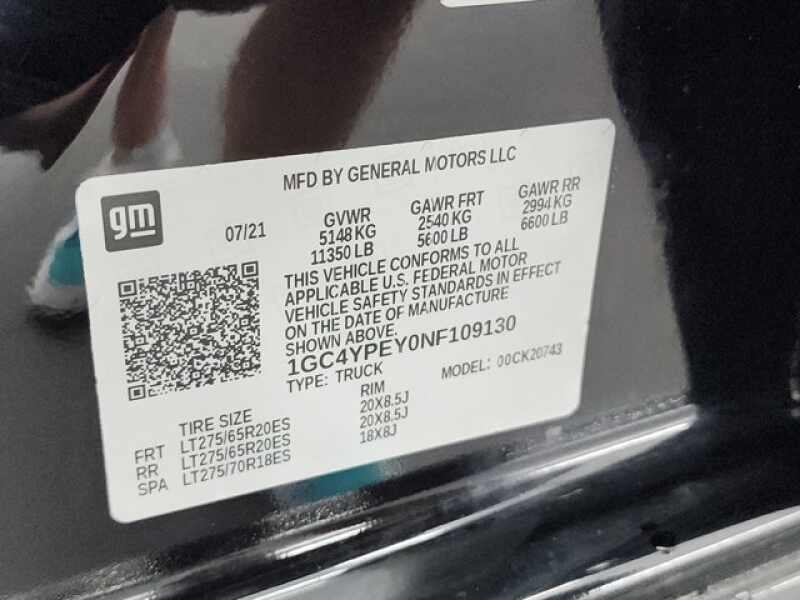 MFD BY GENERAL MOTORS LLC
gm
07/21 GVWR GAWR FRT GAWR RR
5148 KG 2540 KG 2994 KG
11350 LB 5600 LB 6600 LB
THIS VEHICLE CONFORMS TO ALL
APPLICABLE U.S. FEDERAL MOTOR
VEHICLE SAFETY STANDARDS IN EFFECT
ON THE DATE OF MANUFACTURE
SHOWN ABOVE.
1GC4YPEY0NF109130
TYPE: TRUCK MODEL: 00CK20743
TIRE SIZE RIM
FRT LT275/65R20ES 20X8.5J
RR LT275/65R20ES 20X8.5J
SPA LT275/70R18ES 18X8J